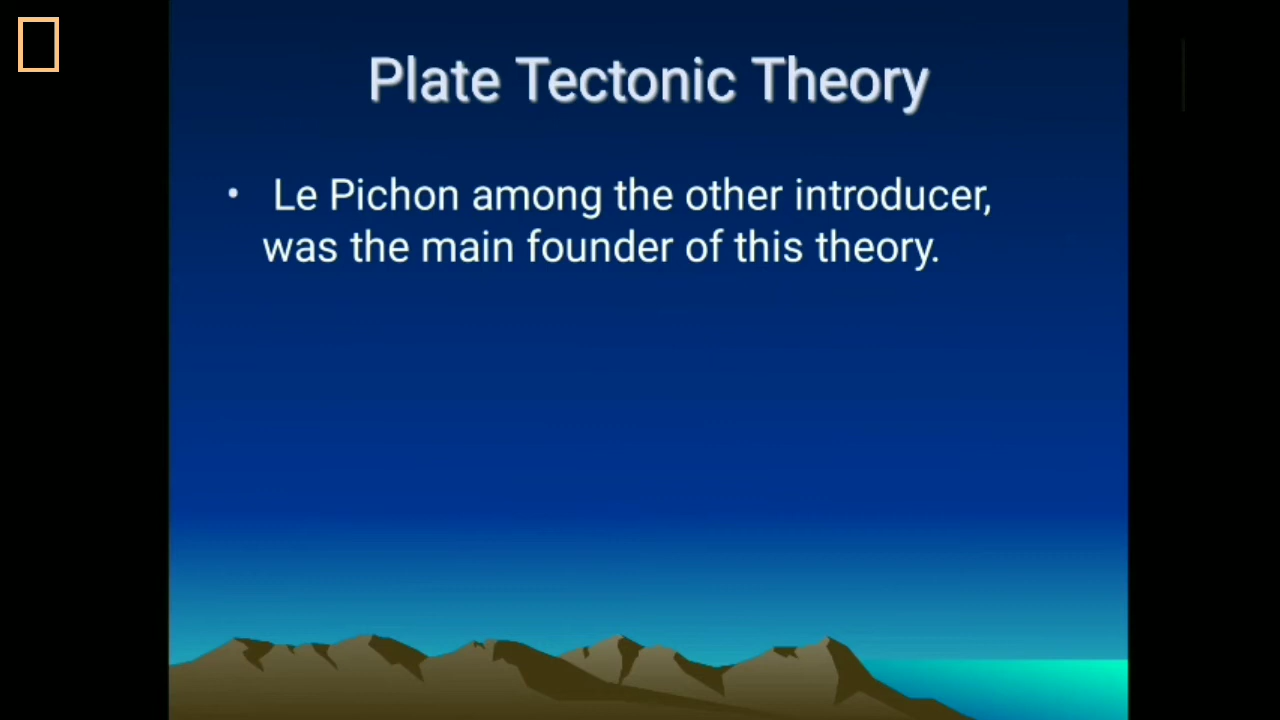 Plate Tectonic Theory
• Le Pichon among the other introducer,
was the main founder of this theory.